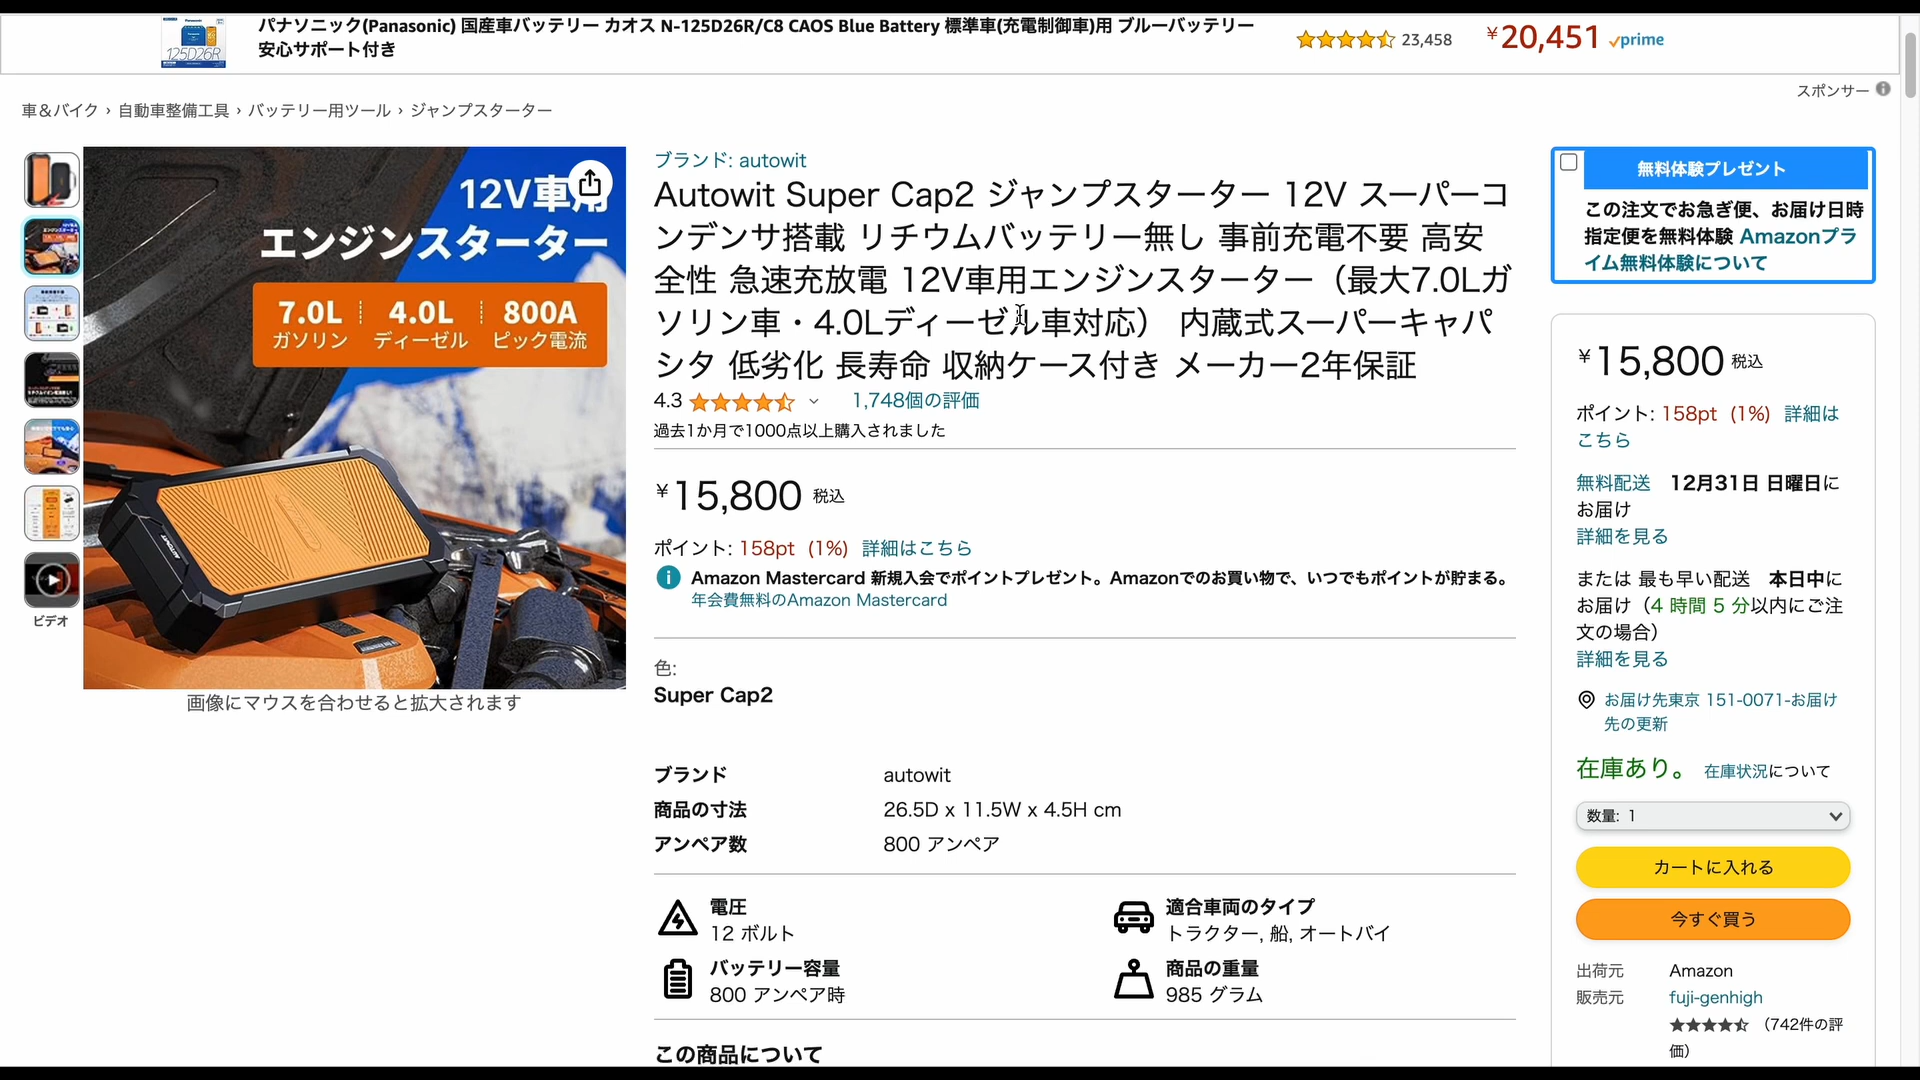 パナソニック(Panasonic) 国産車バッテリー カオス N-125D26R/C8 CAOS Blue Battery 標準車(充電制御車)用 ブルーバッテリー
安心サポート付き
23,458
￥20,451 prime
125D26R
スポンサー
車＆バイク › 自動車整備工具 › バッテリー用ツール › ジャンプスターター
12V車用
エンジンスターター
7.0L 4.0L 800A
ガソリン ディーゼル ピック電流
AUTOWIT
ビデオ
画像にマウスを合わせると拡大されます
ブランド: autowit
Autowit Super Cap2 ジャンプスターター 12V スーパーコ
ンデンサ搭載 リチウムバッテリー無し 事前充電不要 高安
全性 急速充放電 12V車用エンジンスターター（最大7.0Lガ
ソリン車・4.0Lディーゼル車対応） 内蔵式スーパーキャパ
シタ 低劣化 長寿命 収納ケース付き メーカー2年保証
4.3 1,748個の評価
過去1か月で1000点以上購入されました
￥15,800 税込
ポイント: 158pt (1%) 詳細はこちら
Amazon Mastercard 新規入会でポイントプレゼント。Amazonでのお買い物で、いつでもポイントが貯まる。
年会費無料のAmazon Mastercard
色:
Super Cap2
ブランド autowit
商品の寸法 26.5D x 11.5W x 4.5H cm
アンペア数 800 アンペア
電圧
12 ボルト
適合車両のタイプ
トラクター, 船, オートバイ
バッテリー容量
800 アンペア時
商品の重量
985 グラム
この商品について
無料体験プレゼント
この注文でお急ぎ便、お届け日時
指定便を無料体験 Amazonプラ
イム無料体験について
￥15,800 税込
ポイント: 158pt (1%) 詳細は
こちら
無料配送 12月31日 日曜日に
お届け
詳細を見る
または 最も早い配送 本日中に
お届け（4 時間 5 分以内にご注
文の場合）
詳細を見る
お届け先東京 151-0071-お届け
先の更新
在庫あり。 在庫状況について
数量: 1
カートに入れる
今すぐ買う
出荷元 Amazon
販売元 fuji-genhigh
（742件の評
価）